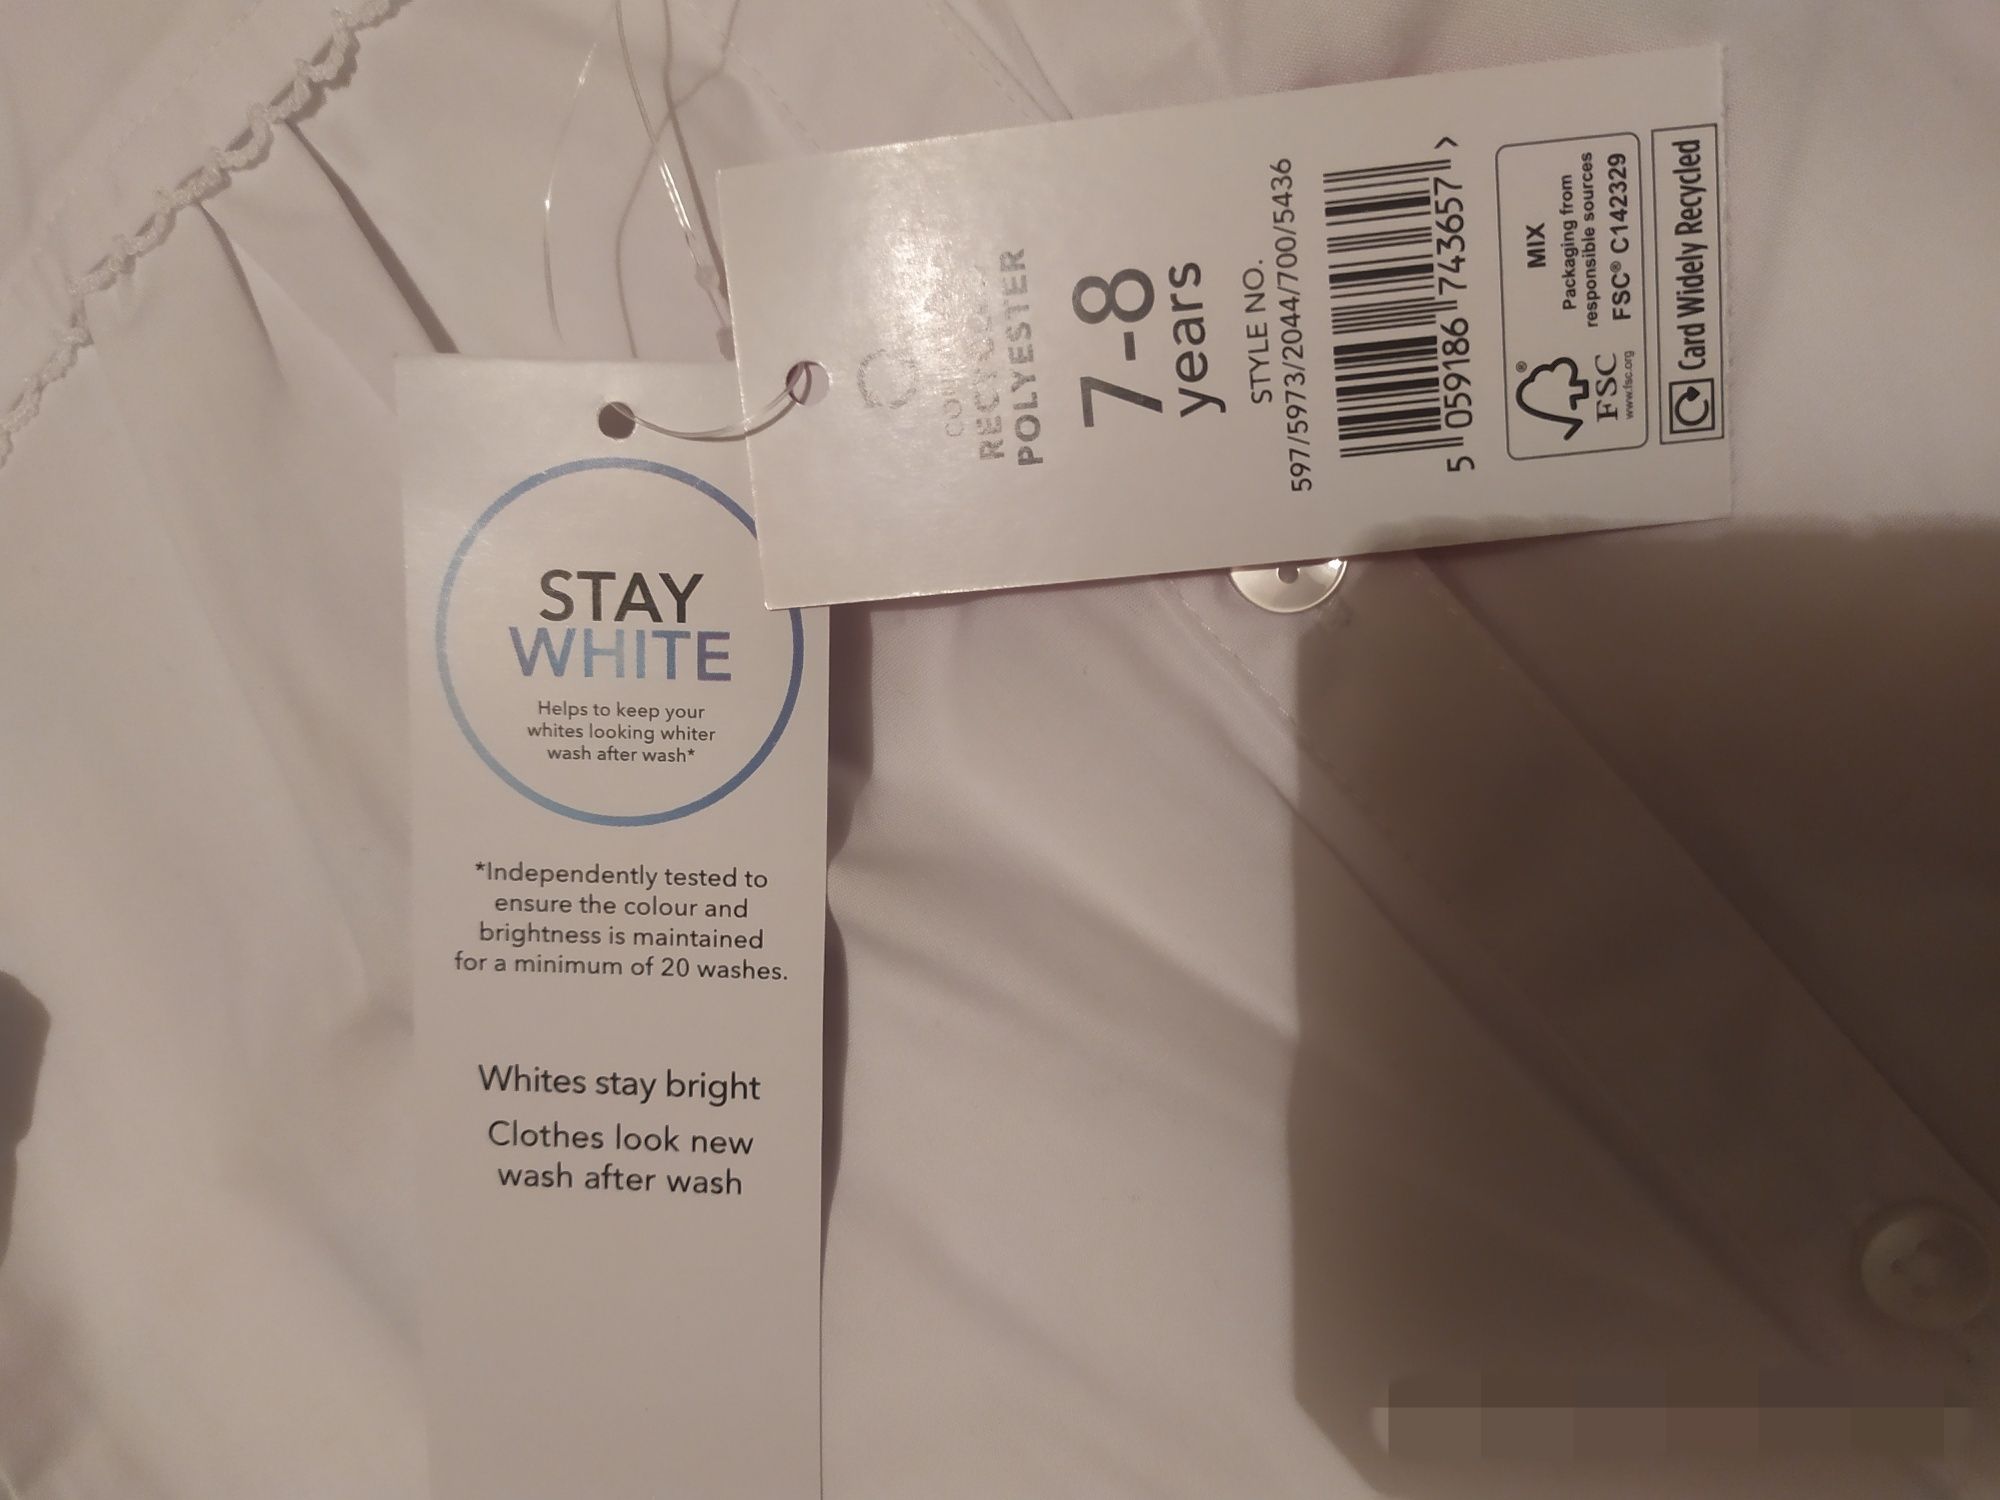 STAY
WHITE
Helps to keep your
whites looking whiter
wash after wash*
*Independently tested to
ensure the colour and
brightness is maintained
for a minimum of 20 washes.
Whites stay bright
Clothes look new
wash after wash
RECYCLED
POLYESTER
7-8
years
STYLE NO.
597/5973/2044/700/5436
5 059186 743657 >
MIX
Packaging from
responsible sources
FSC® C142329
FSC
www.fsc.org
Card Widely Recycled